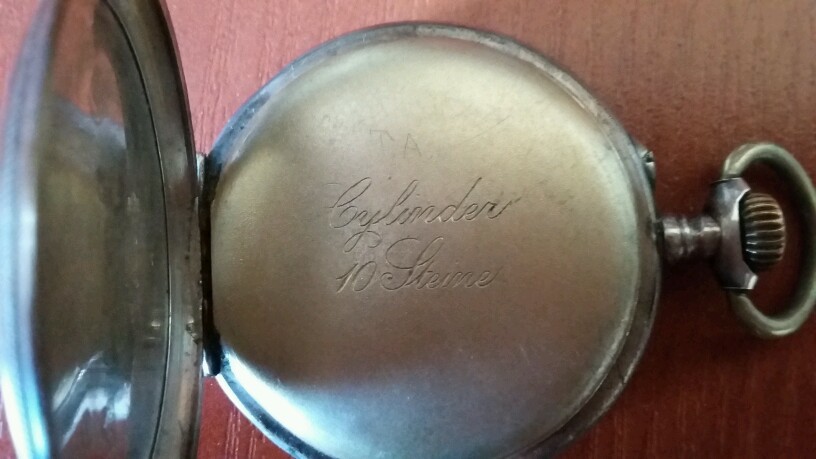 T.A.
Cylinder
10 Steine